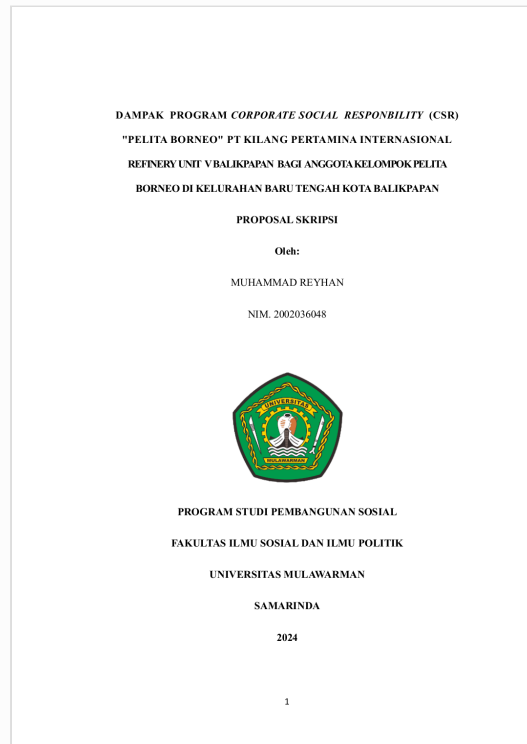 DAMPAK PROGRAM CORPORATE SOCIAL RESPONBILITY (CSR)
"PELITA BORNEO" PT KILANG PERTAMINA INTERNASIONAL
REFINERY UNIT V BALIKPAPAN BAGI ANGGOTA KELOMPOK PELITA
BORNEO DI KELURAHAN BARU TENGAH KOTA BALIKPAPAN
PROPOSAL SKRIPSI
Oleh:
MUHAMMAD REYHAN
NIM. 2002036048
UNIVERSITAS
MULAWARMAN
PROGRAM STUDI PEMBANGUNAN SOSIAL
FAKULTAS ILMU SOSIAL DAN ILMU POLITIK
UNIVERSITAS MULAWARMAN
SAMARINDA
2024
1